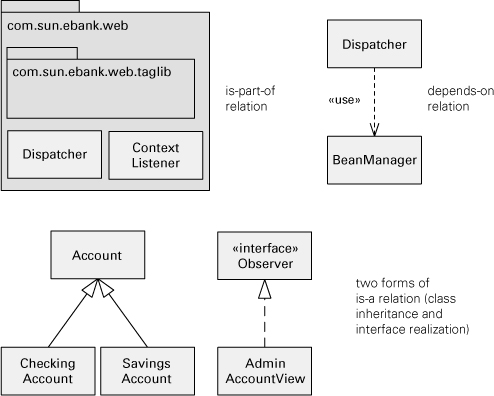 com.sun.ebank.web
com.sun.ebank.web.taglib
Dispatcher
Context
Listener
is-part-of
relation
Dispatcher
«use»
BeanManager
depends-on
relation
Account
Checking
Account
Savings
Account
«interface»
Observer
Admin
AccountView
two forms of
is-a relation (class
inheritance and
interface realization)